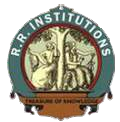 R.R. INSTITUTIONS
TREASURE OF KNOWLEDGE